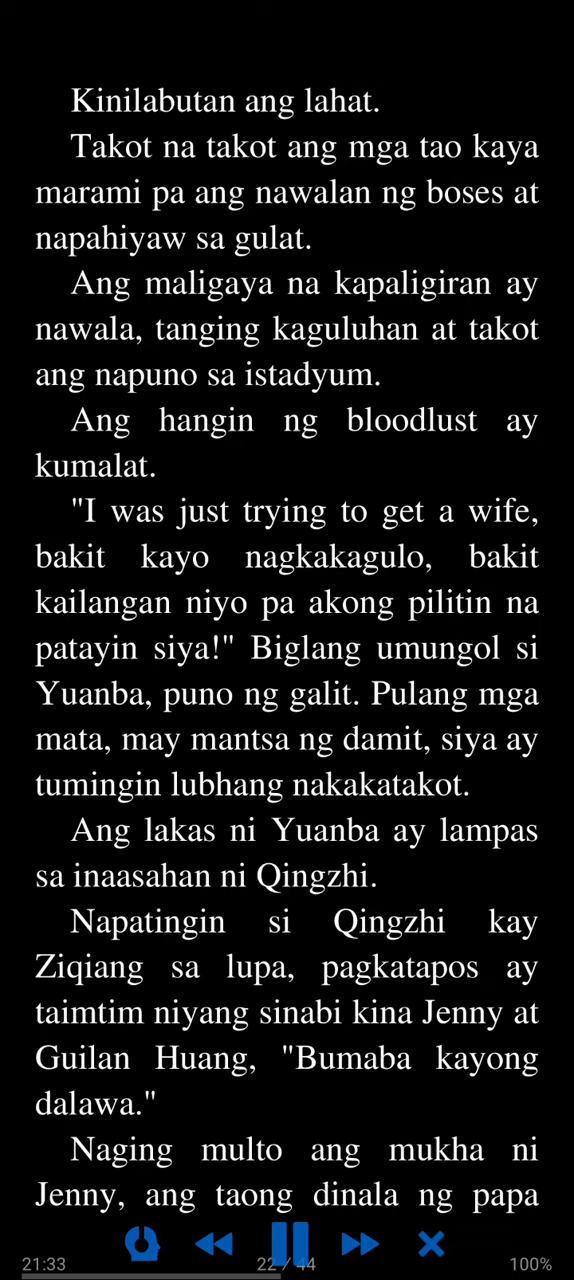 Kinilabutan ang lahat.
Takot na takot ang mga tao kaya
marami pa ang nawalan ng boses at
napahiyaw sa gulat.
Ang maligaya na kapaligiran ay
nawala, tanging kaguluhan at takot
ang napuno sa istadyum.
Ang hangin ng bloodlust ay
kumalat.
"I was just trying to get a wife,
bakit kayo nagkakagulo, bakit
kailangan niyo pa akong pilitin na
patayin siya!" Biglang umungol si
Yuanba, puno ng galit. Pulang mga
mata, may mantsa ng damit, siya ay
tumingin lubhang nakakatakot.
Ang lakas ni Yuanba ay lampas
sa inaasahan ni Qingzhi.
Napatingin si Qingzhi kay
Ziqiang sa lupa, pagkatapos ay
taimtim niyang sinabi kina Jenny at
Guilan Huang, "Bumaba kayong
dalawa."
Naging multo ang mukha ni
Jenny, ang taong dinala ng papa
21:33 22 / 44 100%